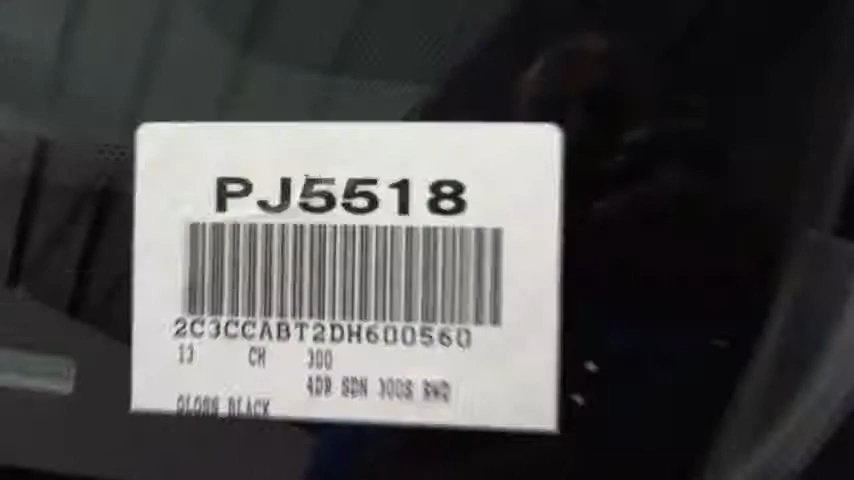 PJ5518
2C3CCABT2DH600560
13 CH 300
4DR SDN 300S RWD
GLOSS BLACK